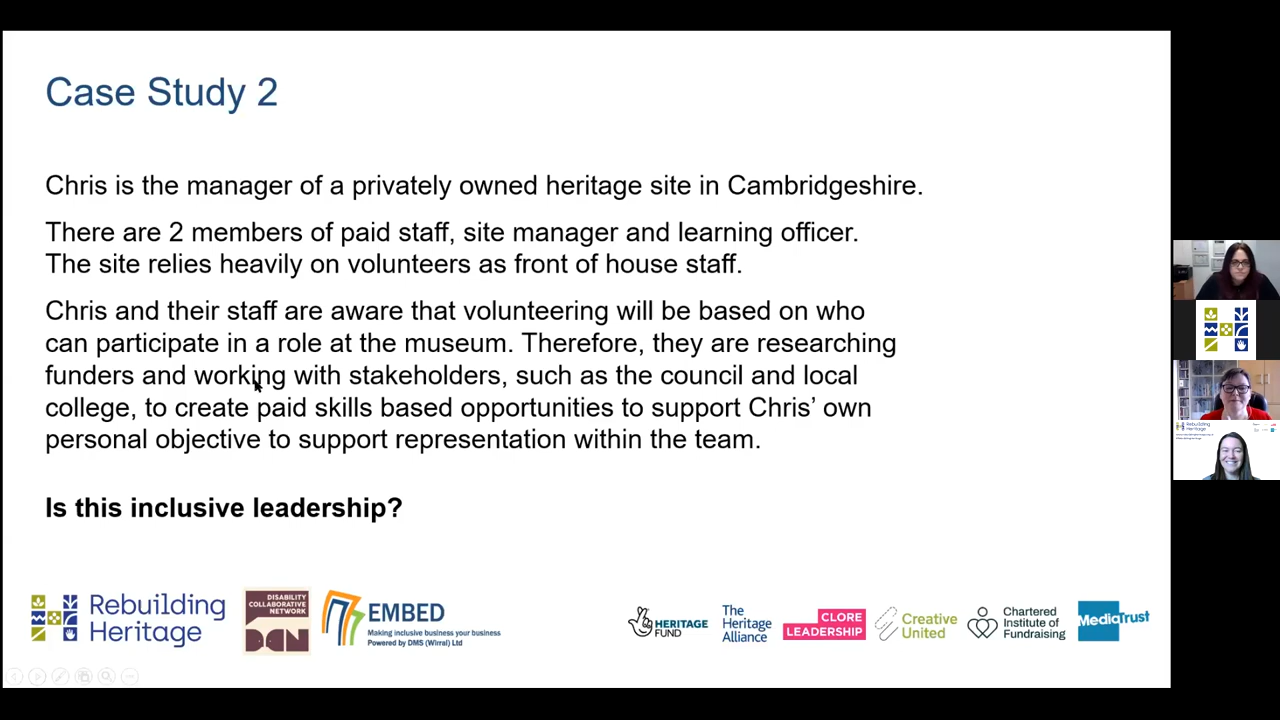 Case Study 2
Chris is the manager of a privately owned heritage site in Cambridgeshire.
There are 2 members of paid staff, site manager and learning officer.
The site relies heavily on volunteers as front of house staff.
Chris and their staff are aware that volunteering will be based on who
can participate in a role at the museum. Therefore, they are researching
funders and working with stakeholders, such as the council and local
college, to create paid skills based opportunities to support Chris’ own
personal objective to support representation within the team.
Is this inclusive leadership?
Rebuilding
Heritage
DISABILITY
COLLABORATIVE
NETWORK
DCN
EMBED
Making inclusive business your business
Powered by DMS (Wirral) Ltd
HERITAGE
FUND
The
Heritage
Alliance
CLORE
LEADERSHIP
Creative
United
Chartered
Institute of
Fundraising
MediaTrust
Rebuilding
Heritage